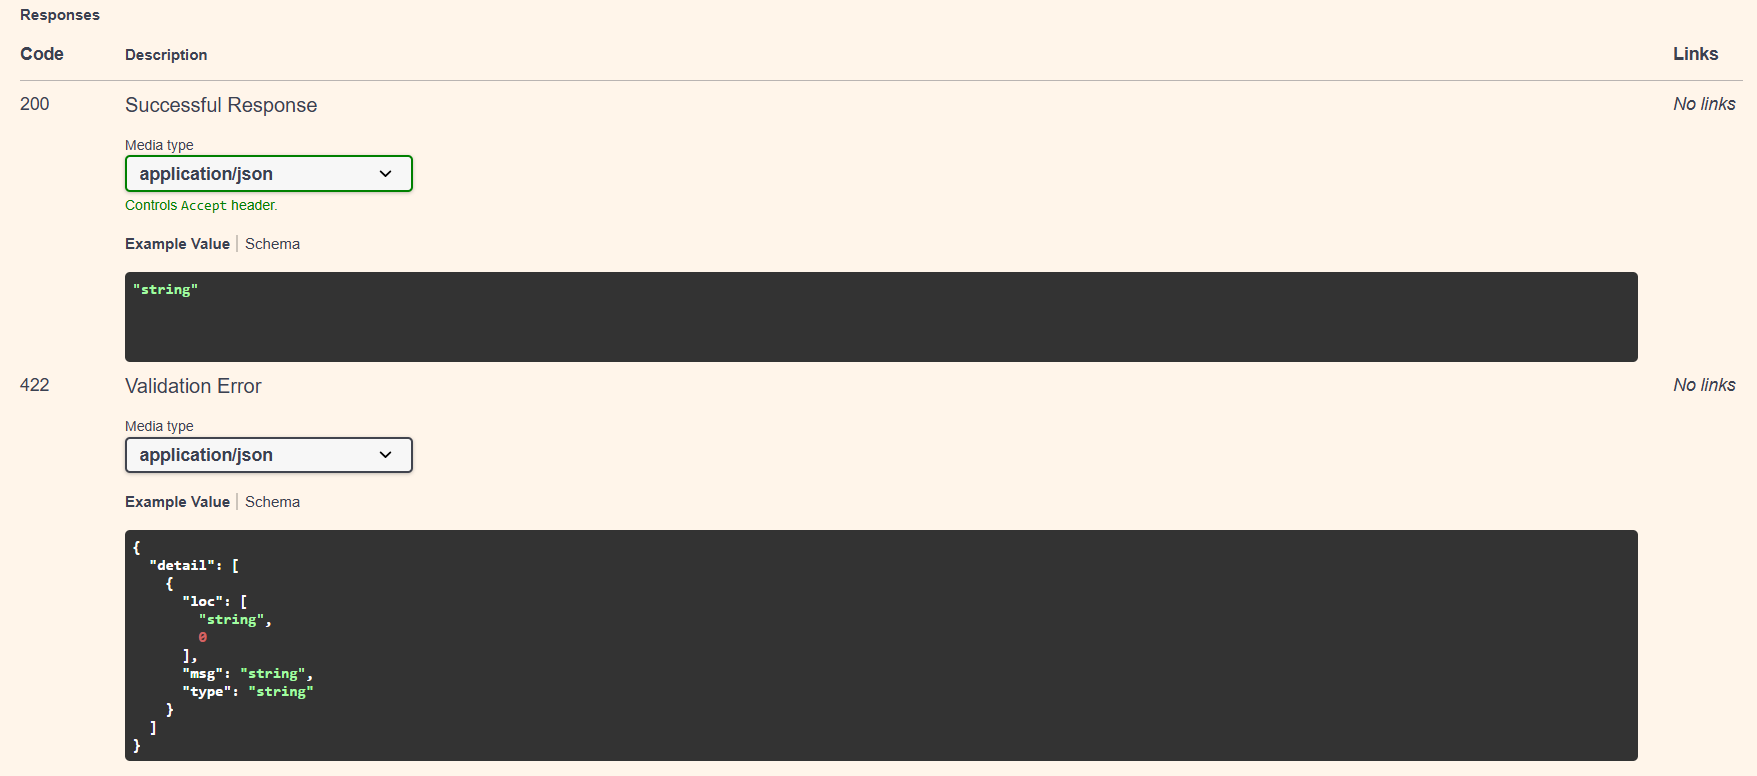 Responses
Code Description Links
200 Successful Response No links
Media type
application/json
Controls Accept header.
Example Value Schema
"string"
422 Validation Error No links
Media type
application/json
Example Value Schema
{
  "detail": [
    {
      "loc": [
        "string",
        0
      ],
      "msg": "string",
      "type": "string"
    }
  ]
}